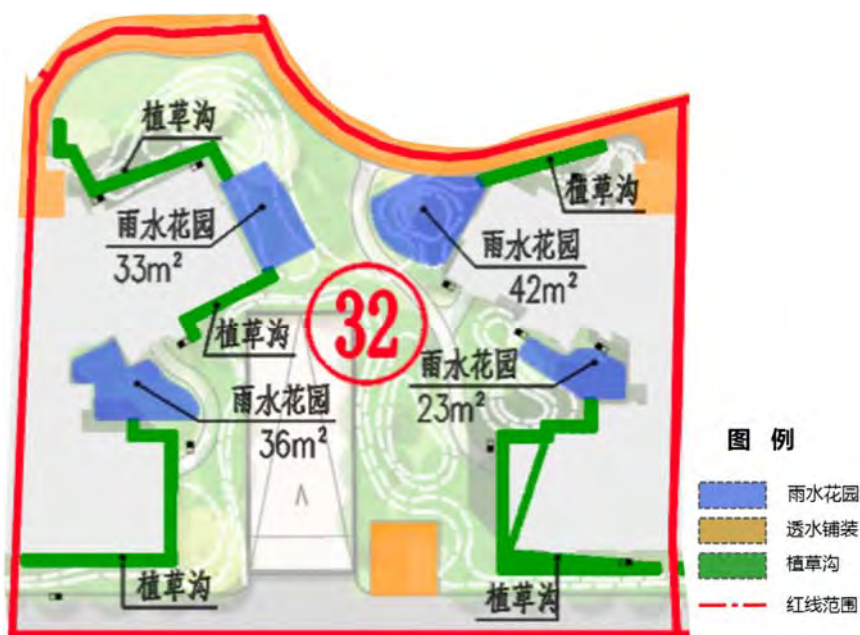 植草沟
植草沟
雨水花园
33m²
雨水花园
42m²
32
植草沟
雨水花园
23m²
雨水花园
36m²
图 例
雨水花园
透水铺装
植草沟
红线范围
植草沟
植草沟